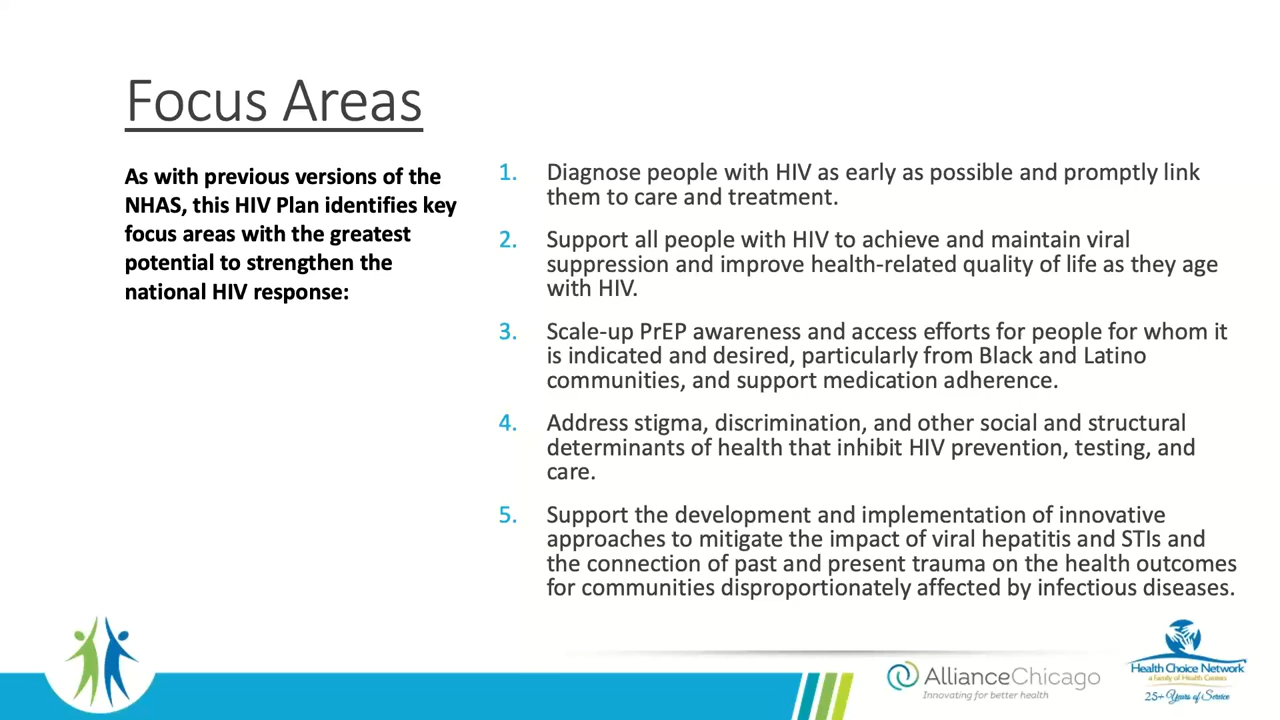 Focus Areas
As with previous versions of the
NHAS, this HIV Plan identifies key
focus areas with the greatest
potential to strengthen the
national HIV response:
1. Diagnose people with HIV as early as possible and promptly link
them to care and treatment.
2. Support all people with HIV to achieve and maintain viral
suppression and improve health-related quality of life as they age
with HIV.
3. Scale-up PrEP awareness and access efforts for people for whom it
is indicated and desired, particularly from Black and Latino
communities, and support medication adherence.
4. Address stigma, discrimination, and other social and structural
determinants of health that inhibit HIV prevention, testing, and
care.
5. Support the development and implementation of innovative
approaches to mitigate the impact of viral hepatitis and STIs and
the connection of past and present trauma on the health outcomes
for communities disproportionately affected by infectious diseases.
AllianceChicago
Innovating for better health
Health Choice Network
a Family of Health Centers
25+ Years of Service